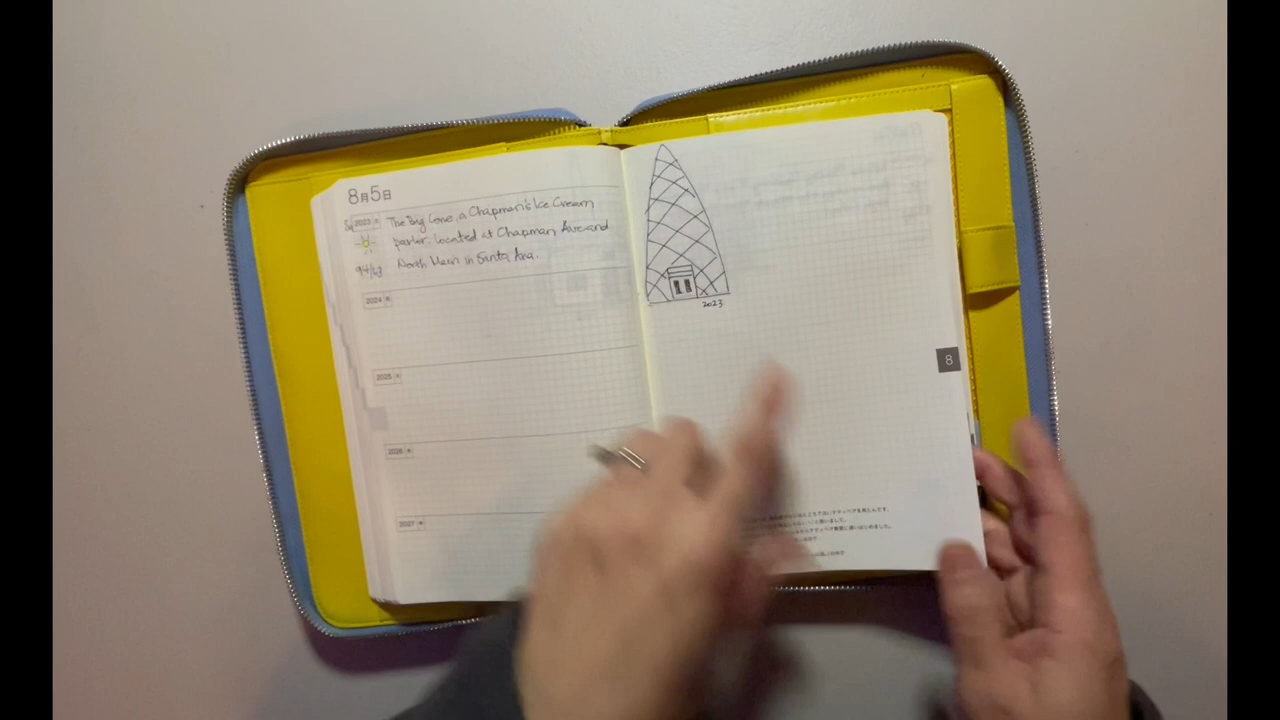 8月5日
Sa 2023 The Big Cone, a Chapman's Ice Cream
parlor. Located at Chapman Ave and
94/63 North Main in Santa Ana.
2024
2025
2026
2027
2023
8